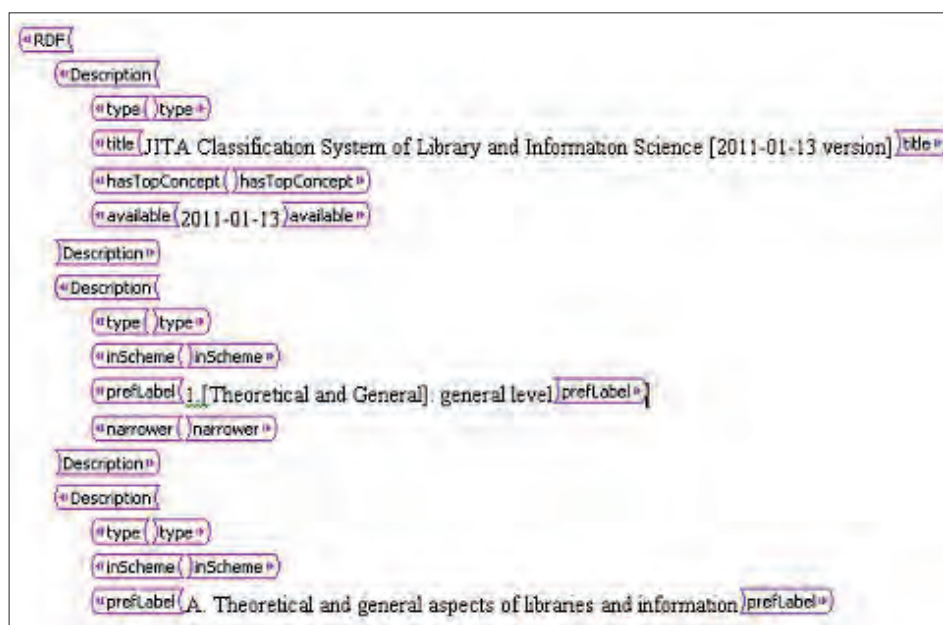 «RDF(
«Description(
«type( )type»
«title(JITA Classification System of Library and Information Science [2011-01-13 version])title»
«hasTopConcept( )hasTopConcept»
«available(2011-01-13)available»
)Description»
«Description(
«type( )type»
«inScheme( )inScheme»
«prefLabel(1.[Theoretical and General]: general level)prefLabel»
«narrower( )narrower»
)Description»
«Description(
«type( )type»
«inScheme( )inScheme»
«prefLabel(A. Theoretical and general aspects of libraries and information)prefLabel»